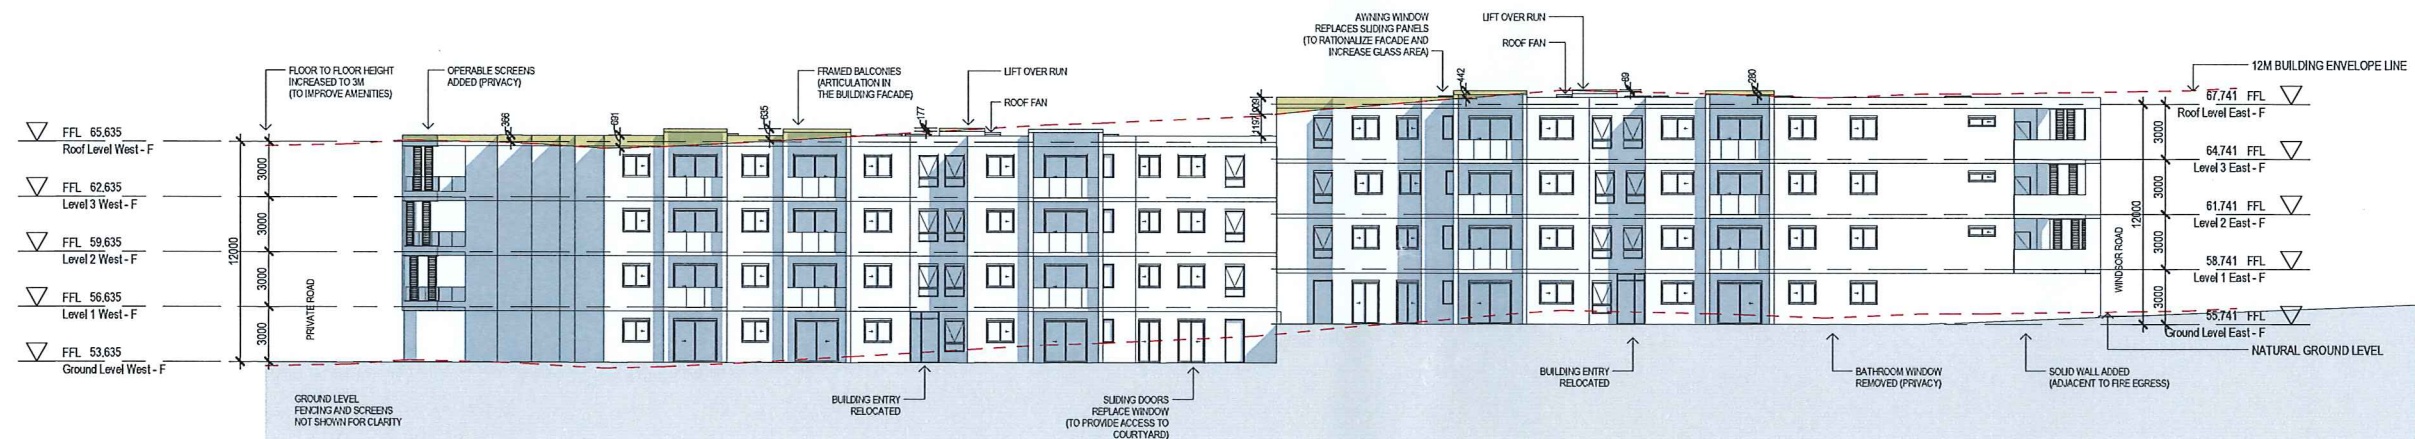 FLOOR TO FLOOR HEIGHT
INCREASED TO 3M
(TO IMPROVE AMENITIES)
OPERABLE SCREENS
ADDED (PRIVACY)
FRAMED BALCONIES
(ARTICULATION IN
THE BUILDING FACADE)
LIFT OVER RUN
ROOF FAN
AWNING WINDOW
REPLACES SLIDING PANELS
(TO RATIONALIZE FACADE AND
INCREASE GLASS AREA)
LIFT OVER RUN
ROOF FAN
12M BUILDING ENVELOPE LINE
366
691
635
177
1197
909
442
89
280
FFL 65,635
Roof Level West - F
FFL 62,635
Level 3 West - F
FFL 59,635
Level 2 West - F
FFL 56,635
Level 1 West - F
FFL 53,635
Ground Level West - F
3000
3000
3000
3000
12000
PRIVATE ROAD
67,741 FFL
Roof Level East - F
64,741 FFL
Level 3 East - F
61,741 FFL
Level 2 East - F
58,741 FFL
Level 1 East - F
55,741 FFL
Ground Level East - F
3000
3000
3000
3000
12000
WINDSOR ROAD
NATURAL GROUND LEVEL
GROUND LEVEL
FENCING AND SCREENS
NOT SHOWN FOR CLARITY
BUILDING ENTRY
RELOCATED
SLIDING DOORS
REPLACE WINDOW
(TO PROVIDE ACCESS TO
COURTYARD)
BUILDING ENTRY
RELOCATED
BATHROOM WINDOW
REMOVED (PRIVACY)
SOLID WALL ADDED
(ADJACENT TO FIRE EGRESS)